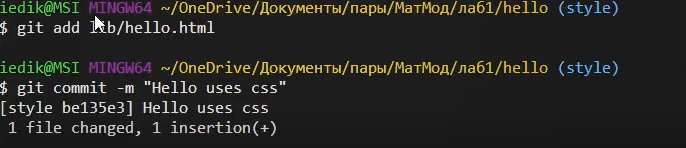 iedik@MSI MINGW64 ~/OneDrive/Документы/пары/МатМод/лаб1/hello (style)
$ git add lib/hello.html
iedik@MSI MINGW64 ~/OneDrive/Документы/пары/МатМод/лаб1/hello (style)
$ git commit -m "Hello uses css"
[style be135e3] Hello uses css
1 file changed, 1 insertion(+)